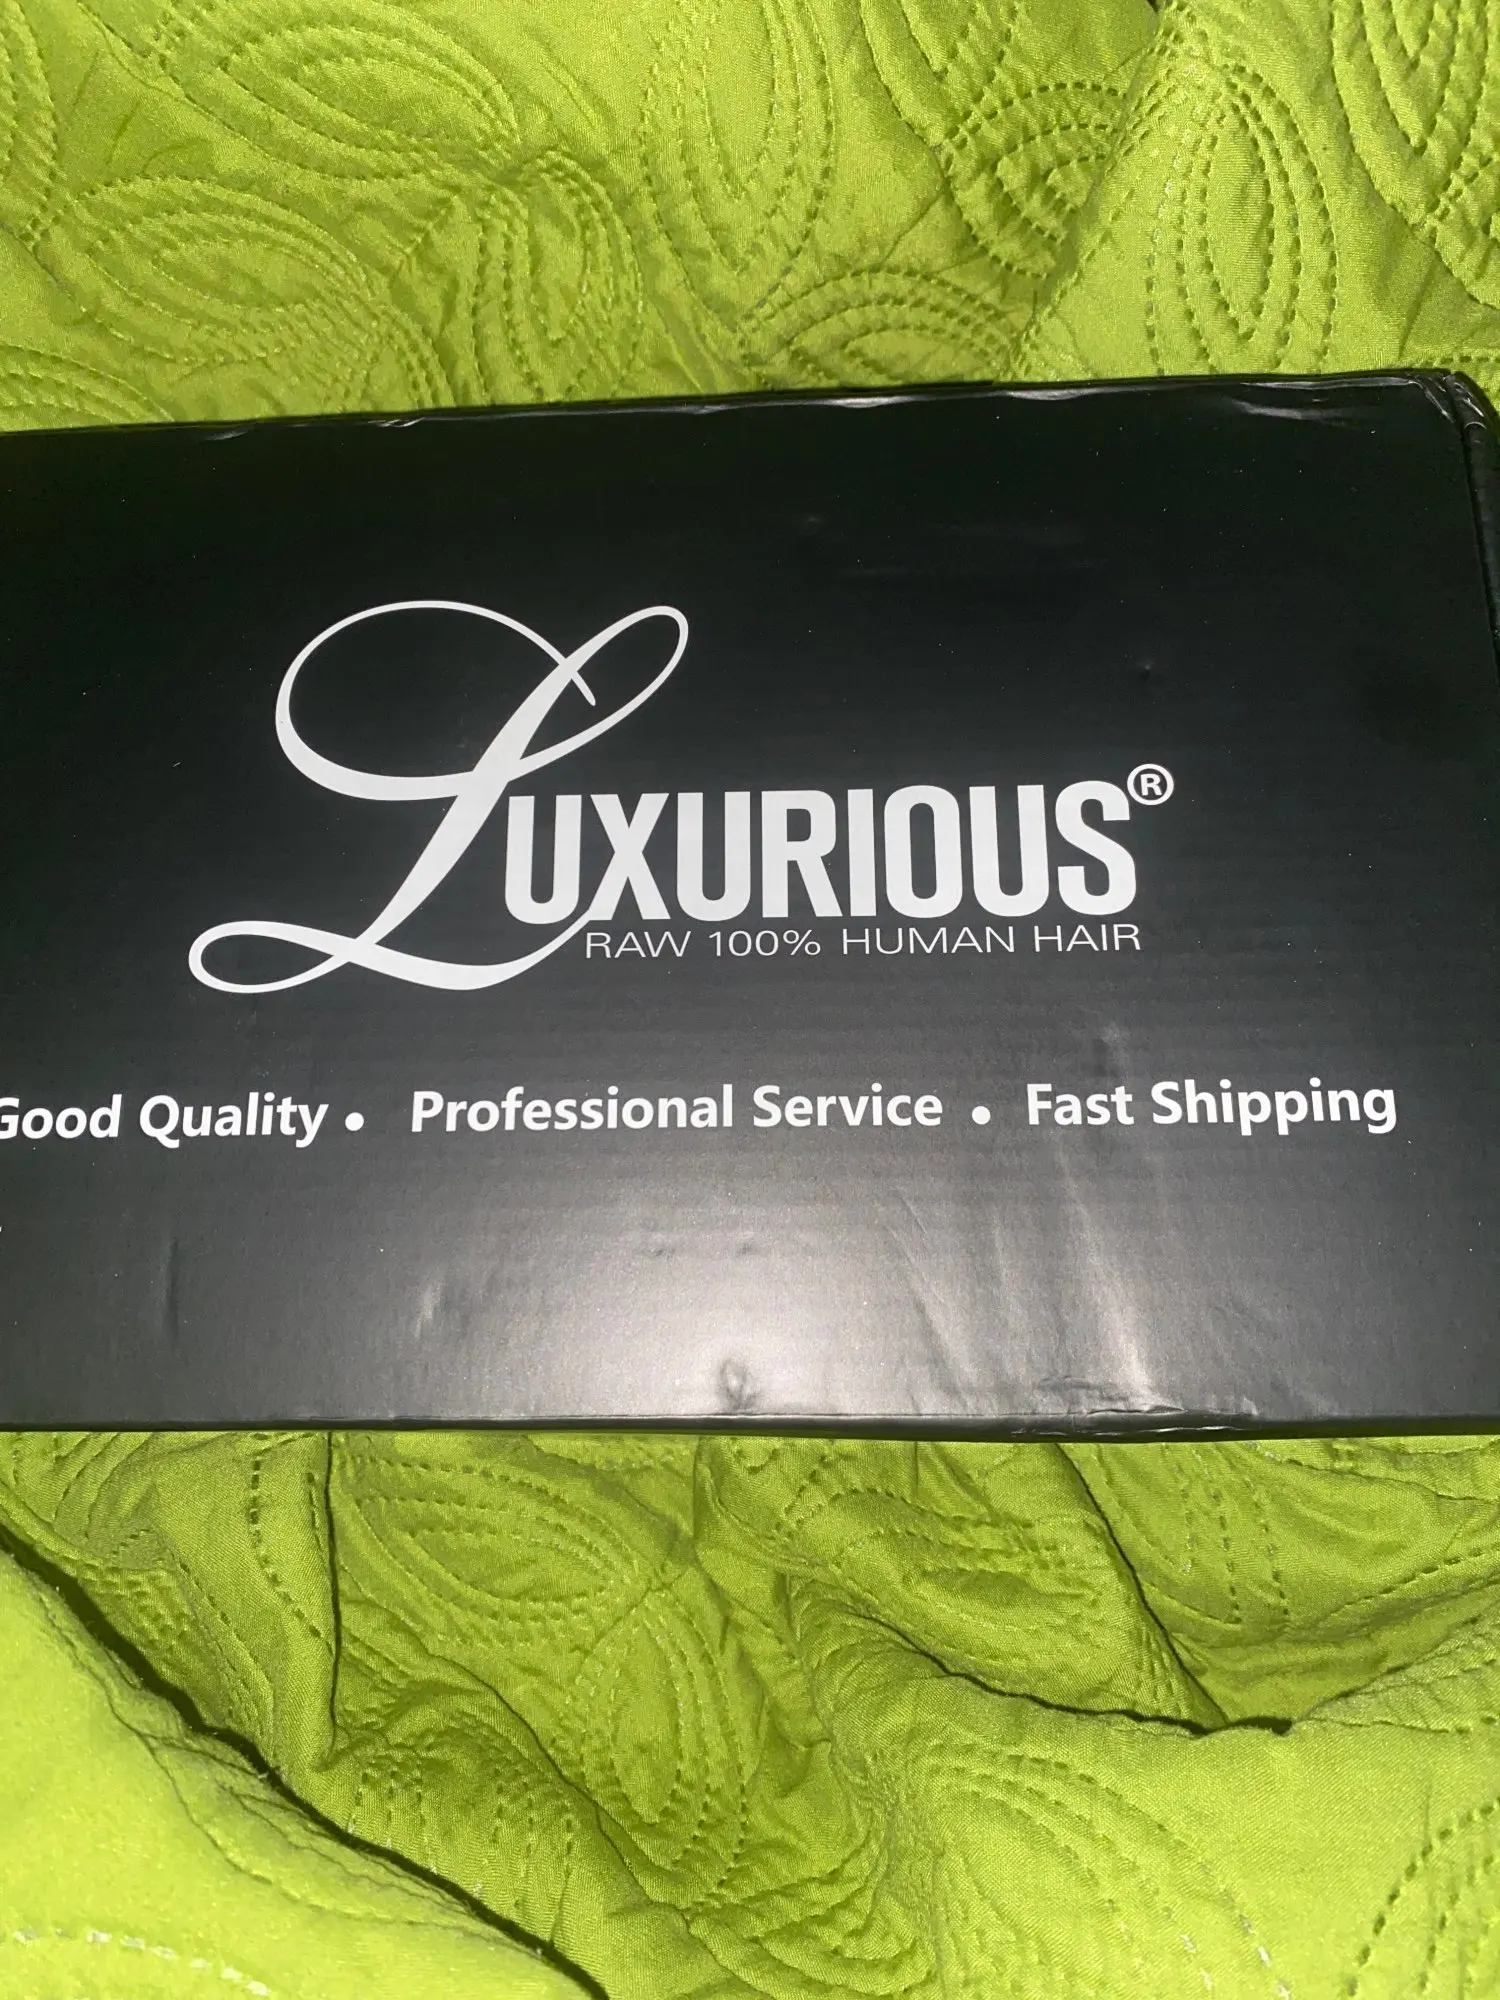 LUXURIOUS®
RAW 100% HUMAN HAIR
Good Quality • Professional Service • Fast Shipping